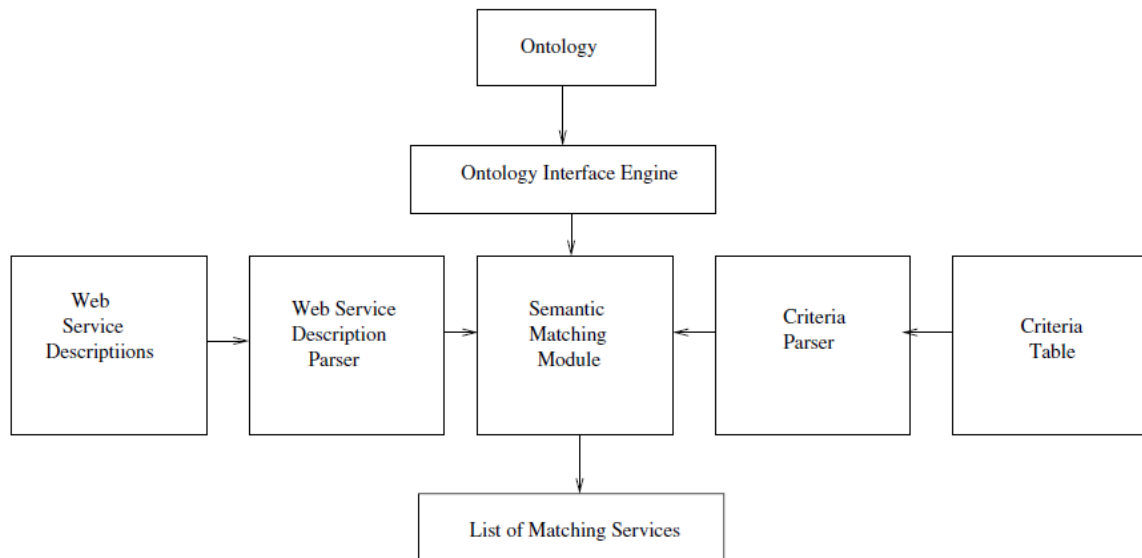 Ontology
Ontology Interface Engine
Web
Service
Descriptiions
Web Service
Description
Parser
Semantic
Matching
Module
Criteria
Parser
Criteria
Table
List of Matching Services